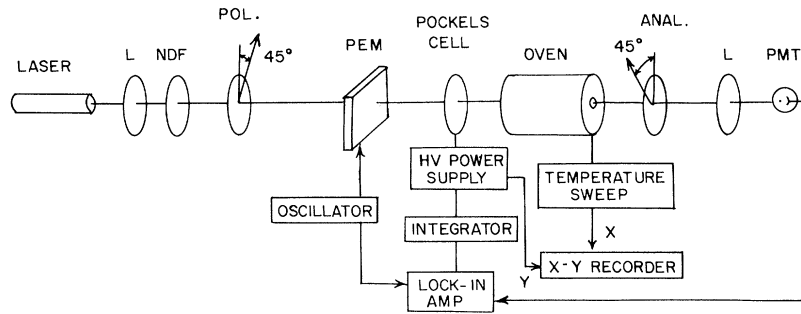 POL.
45°
LASER
L
NDF
PEM
POCKELS
CELL
OVEN
ANAL.
45°
L
PMT
HV POWER
SUPPLY
TEMPERATURE
SWEEP
OSCILLATOR
INTEGRATOR
X
Y
X-Y RECORDER
LOCK-IN
AMP